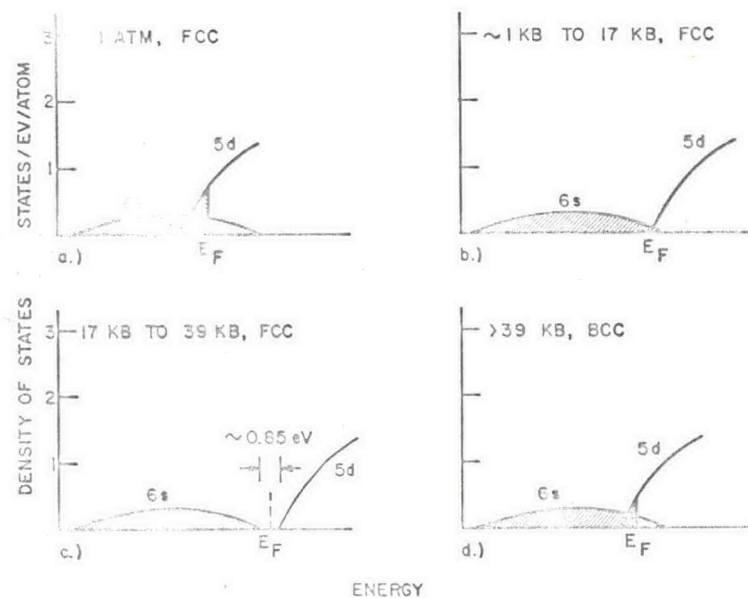 1 ATM, FCC
3
2
1
5d
E F
a.)
STATES/EV/ATOM
~1 KB TO 17 KB, FCC
5d
6s
E F
b.)
17 KB TO 39 KB, FCC
3
2
1
~0.85 eV
5d
6s
E F
c.)
DENSITY OF STATES
>39 KB, BCC
5d
6s
E F
d.)
ENERGY